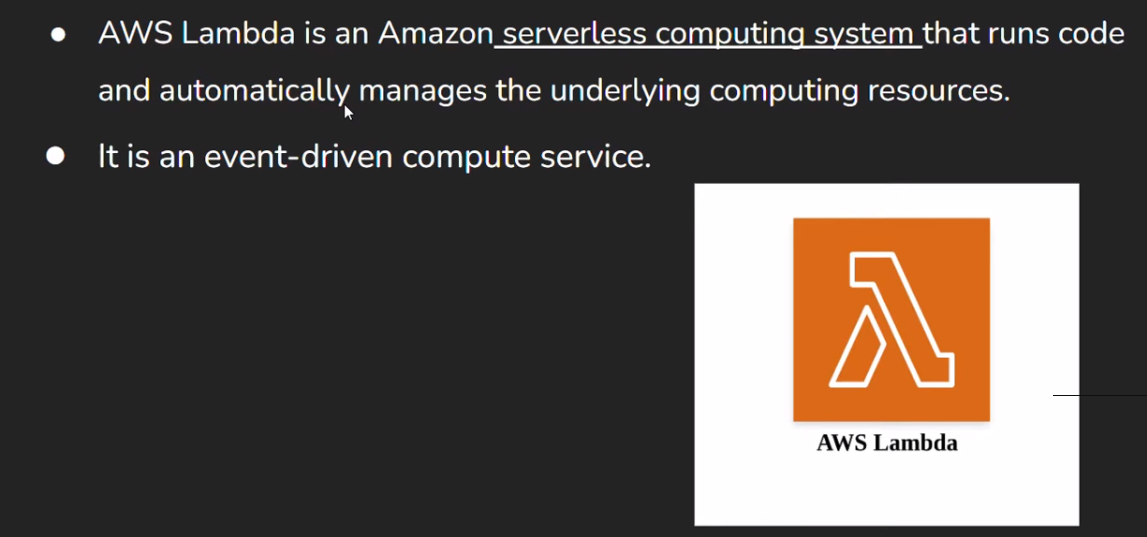 ● AWS Lambda is an Amazon serverless computing system that runs code
and automatically manages the underlying computing resources.
● It is an event-driven compute service.
AWS Lambda